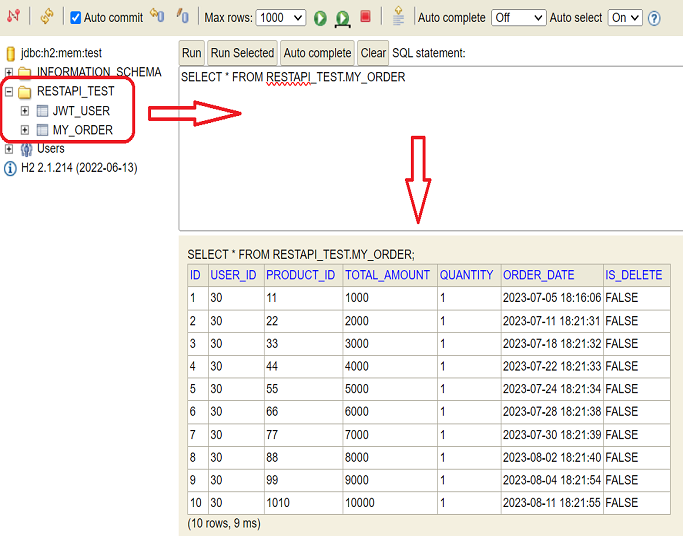 Auto commit Max rows: 1000 Auto complete Off Auto select On
jdbc:h2:mem:test
INFORMATION_SCHEMA
RESTAPI_TEST
JWT_USER
MY_ORDER
Users
H2 2.1.214 (2022-06-13)
Run Run Selected Auto complete Clear SQL statement:
SELECT * FROM RESTAPI_TEST.MY_ORDER
SELECT * FROM RESTAPI_TEST.MY_ORDER;
ID USER_ID PRODUCT_ID TOTAL_AMOUNT QUANTITY ORDER_DATE IS_DELETE
1 30 11 1000 1 2023-07-05 18:16:06 FALSE
2 30 22 2000 1 2023-07-11 18:21:31 FALSE
3 30 33 3000 1 2023-07-18 18:21:32 FALSE
4 30 44 4000 1 2023-07-22 18:21:33 FALSE
5 30 55 5000 1 2023-07-24 18:21:34 FALSE
6 30 66 6000 1 2023-07-28 18:21:38 FALSE
7 30 77 7000 1 2023-07-30 18:21:39 FALSE
8 30 88 8000 1 2023-08-02 18:21:40 FALSE
9 30 99 9000 1 2023-08-04 18:21:54 FALSE
10 30 1010 10000 1 2023-08-11 18:21:55 FALSE
(10 rows, 9 ms)